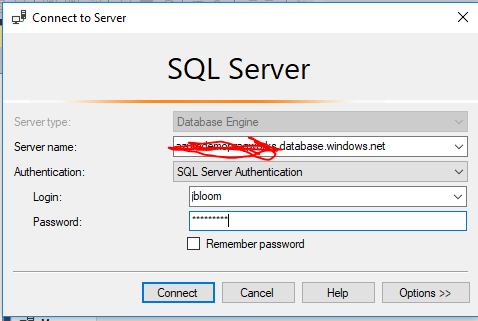 Connect to Server
SQL Server
Server type: Database Engine
Server name: .database.windows.net
Authentication: SQL Server Authentication
Login: jbloom
Password: *********
Remember password
Connect Cancel Help Options >>